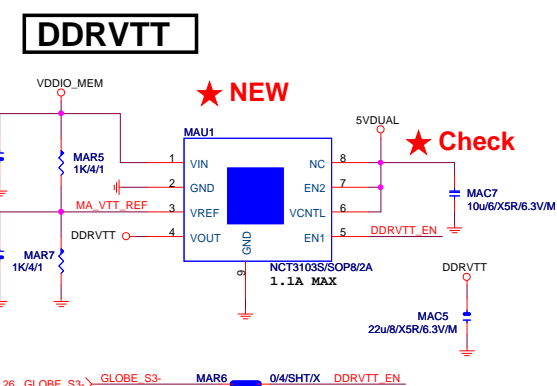 DDRVTT
VDDIO_MEM
★ NEW
5VDUAL
★ Check
MAU1
MAR5
1K/4/1
1 VIN
NC 8
2 GND
EN2 7
MAC7
10u/6/X5R/6.3V/M
MA_VTT_REF 3 VREF
VCNTL 6
DDRVTT 4 VOUT
EN1 5 DDRVTT_EN
GND
9
MAR7
1K/4/1
NCT3103S/SOP8/2A
1.1A MAX
DDRVTT
MAC5
22u/8/X5R/6.3V/M
26 GLOBE_S3- GLOBE_S3- MAR6 0/4/SHT/X DDRVTT_EN